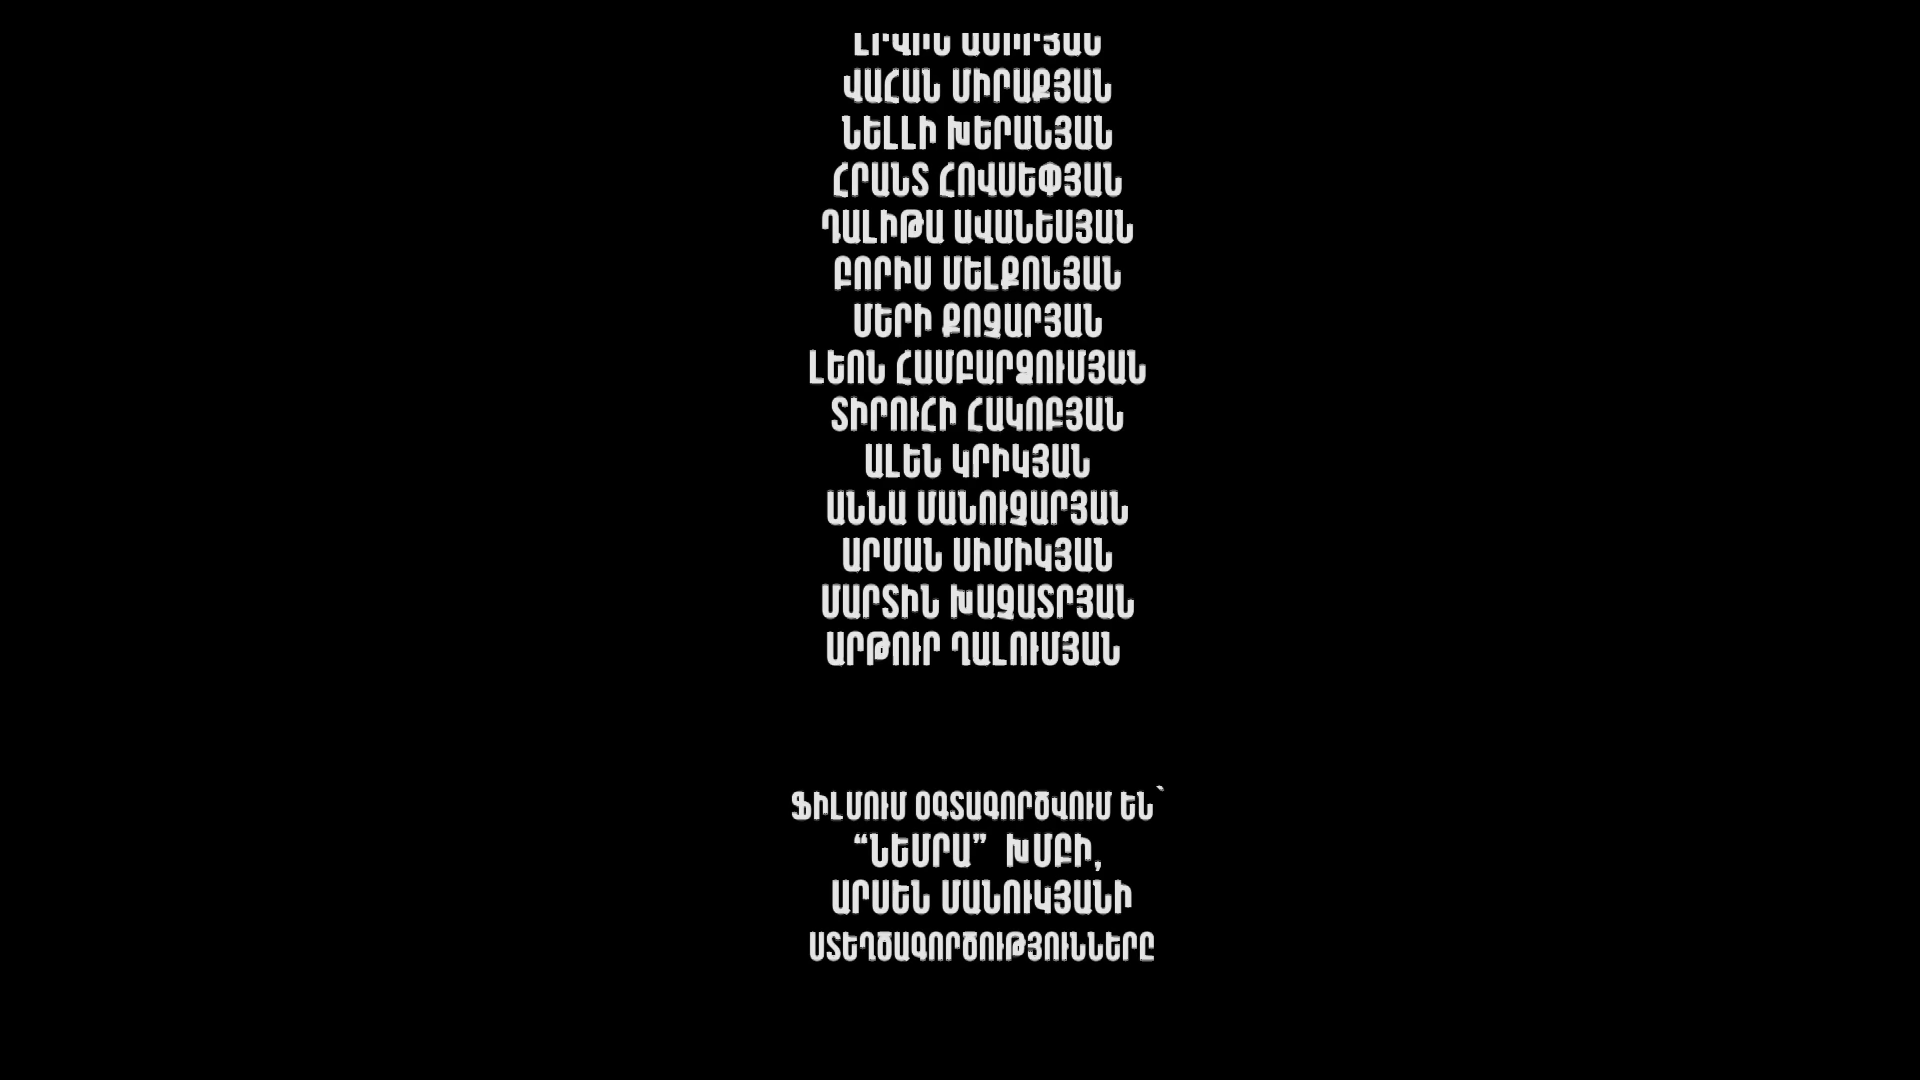 ՎԱՀԱՆ ՄԻՐԱՔՅԱՆ
ՆԵԼԼԻ ԽԵՐԱՆՅԱՆ
ՀՐԱՆՏ ՀՈՎՍԵՓՅԱՆ
ԴԱԼԻԹԱ ԱՎԱՆԵՍՅԱՆ
ԲՈՐԻՍ ՄԵԼՔՈՆՅԱՆ
ՄԵՐԻ ՔՈՉԱՐՅԱՆ
ԼԵՈՆ ՀԱՄԲԱՐՁՈՒՄՅԱՆ
ՏԻՐՈՒՀԻ ՀԱԿՈԲՅԱՆ
ԱԼԵՆ ԿՐԻԿՅԱՆ
ԱՆՆԱ ՄԱՆՈՒՉԱՐՅԱՆ
ԱՐՄԱՆ ՍԻՄԻԿՅԱՆ
ՄԱՐՏԻՆ ԽԱՉԱՏՐՅԱՆ
ԱՐԹՈՒՐ ՂԱԼՈՒՄՅԱՆ
ՖԻԼՄՈՒՄ ՕԳՏԱԳՈՐԾՎՈՒՄ ԵՆ՝
“ՆԵՄՐԱ” ԽՄԲԻ,
ԱՐՍԵՆ ՄԱՆՈՒԿՅԱՆԻ
ՍՏԵՂԾԱԳՈՐԾՈՒԹՅՈՒՆՆԵՐԸ